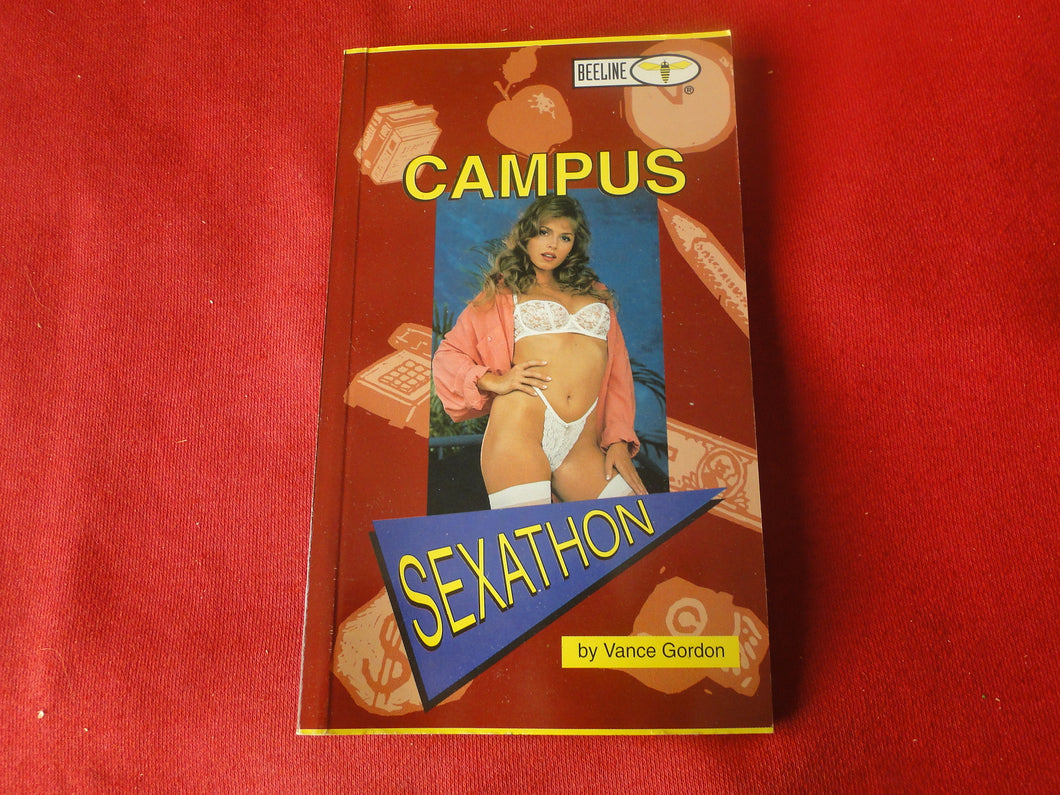 BEELINE
®
CAMPUS
SEXATHON
by Vance Gordon